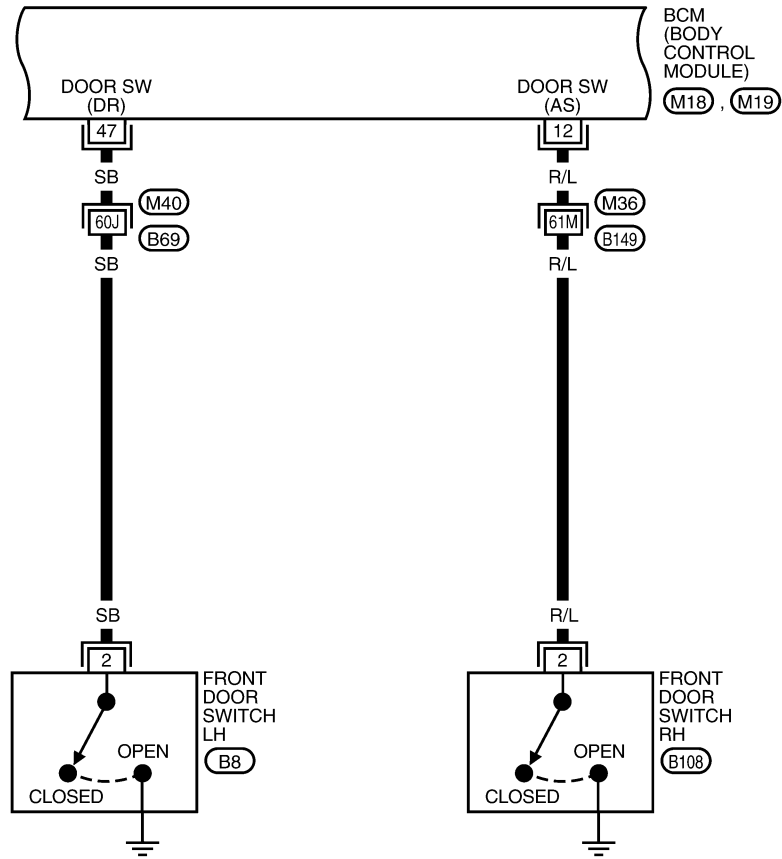 BCM
(BODY
CONTROL
MODULE)
M18 , M19
DOOR SW
(DR)
DOOR SW
(AS)
47
12
SB
R/L
M40
M36
60J
61M
B69
B149
SB
R/L
SB
R/L
2
2
FRONT
DOOR
SWITCH
LH
B8
OPEN
CLOSED
FRONT
DOOR
SWITCH
RH
B108
OPEN
CLOSED